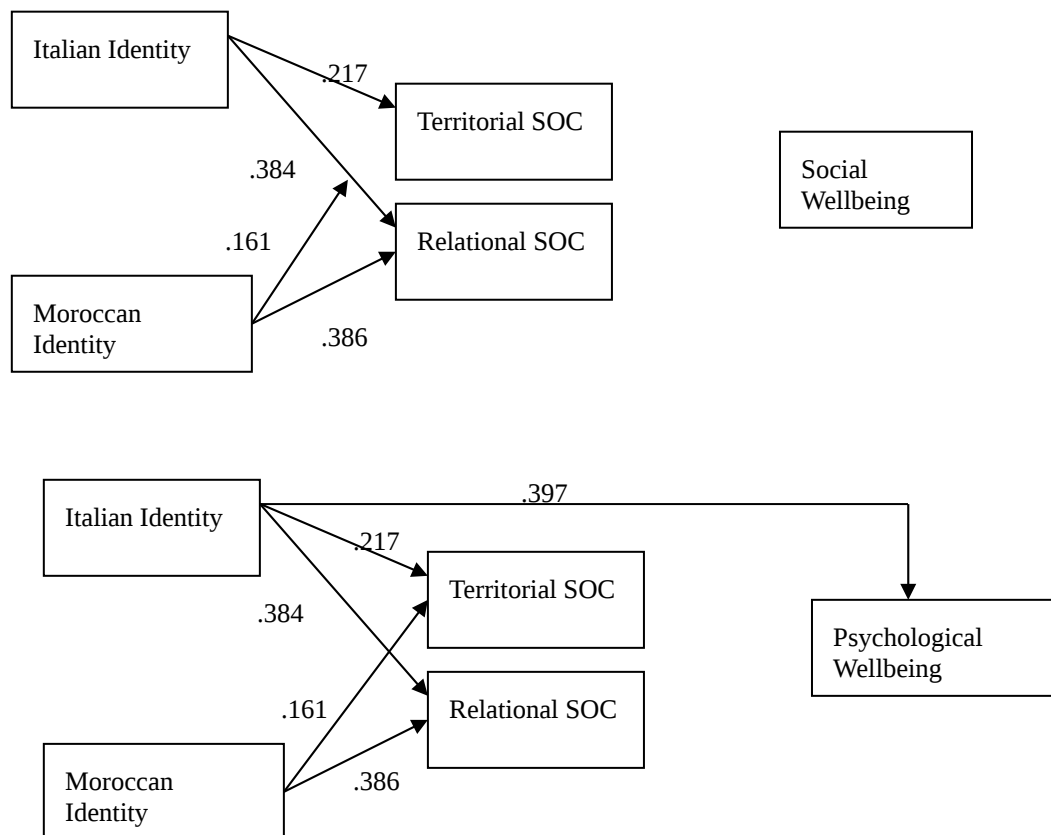 Italian Identity
.217
Territorial SOC
Social
Wellbeing
.384
.161
Relational SOC
Moroccan
Identity
.386
.397
Italian Identity
.217
Territorial SOC
.384
Psychological
Wellbeing
.161
Relational SOC
Moroccan
Identity
.386